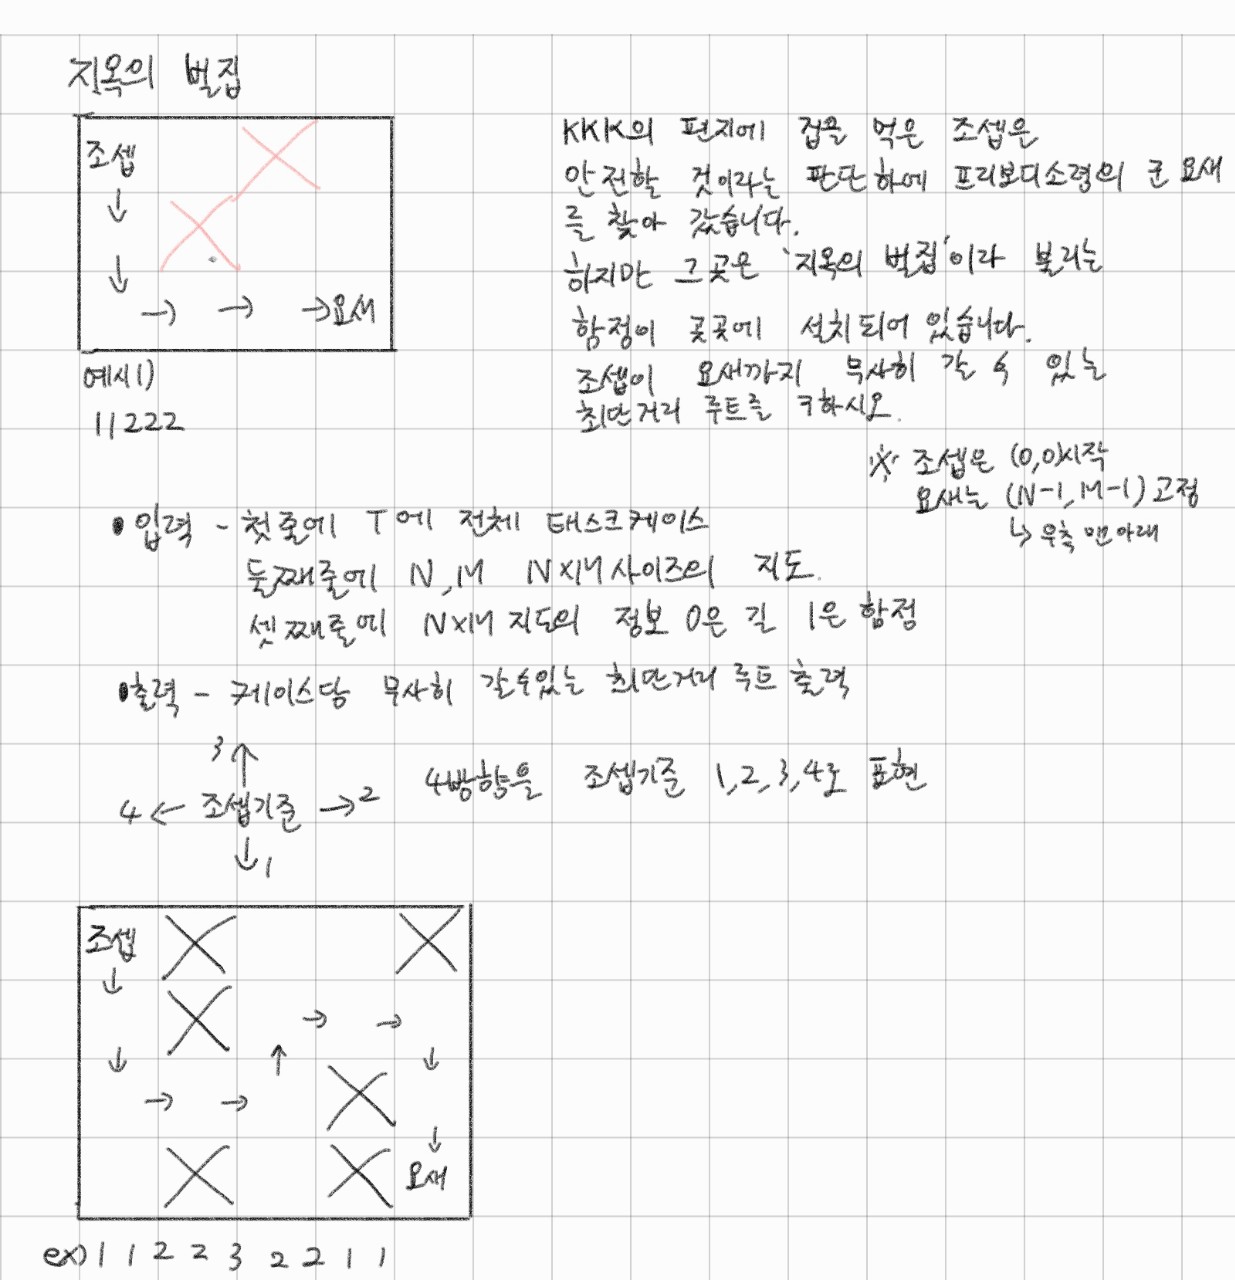 지옥의 벌집
조셉
↓
↓
→ → →요새
예시1)
11222
KKK의 편지에 겁을 먹은 조셉은
안전할 것이라는 판단하에 프리보디소령의 군 요새
를 찾아 갔습니다.
하지만 그곳은 '지옥의 벌집'이라 불리는
함정이 곳곳에 설치되어 있습니다.
조셉이 요새까지 무사히 갈 수 있는
최단거리 루트를 구하시오.
※ 조셉은 (0,0)시작
요새는 (N-1, M-1) 고정
↳ 우측 맨 아래
• 입력 - 첫줄에 T에 전체 테스크케이스
둘째줄에 N, M N×M사이즈의 지도.
셋째줄에 N×M 지도의 정보 0은 길 1은 함정
• 출력 - 케이스당 무사히 갈수있는 최단거리 루트 출력
3↑
4 ← 조셉기준 →2
↓1
4방향을 조셉기준 1,2,3,4로 표현
조셉
↓
→ →
↓ ↑ ↓
→ →
↓
요새
ex) 1 1 2 2 3 2 2 1 1